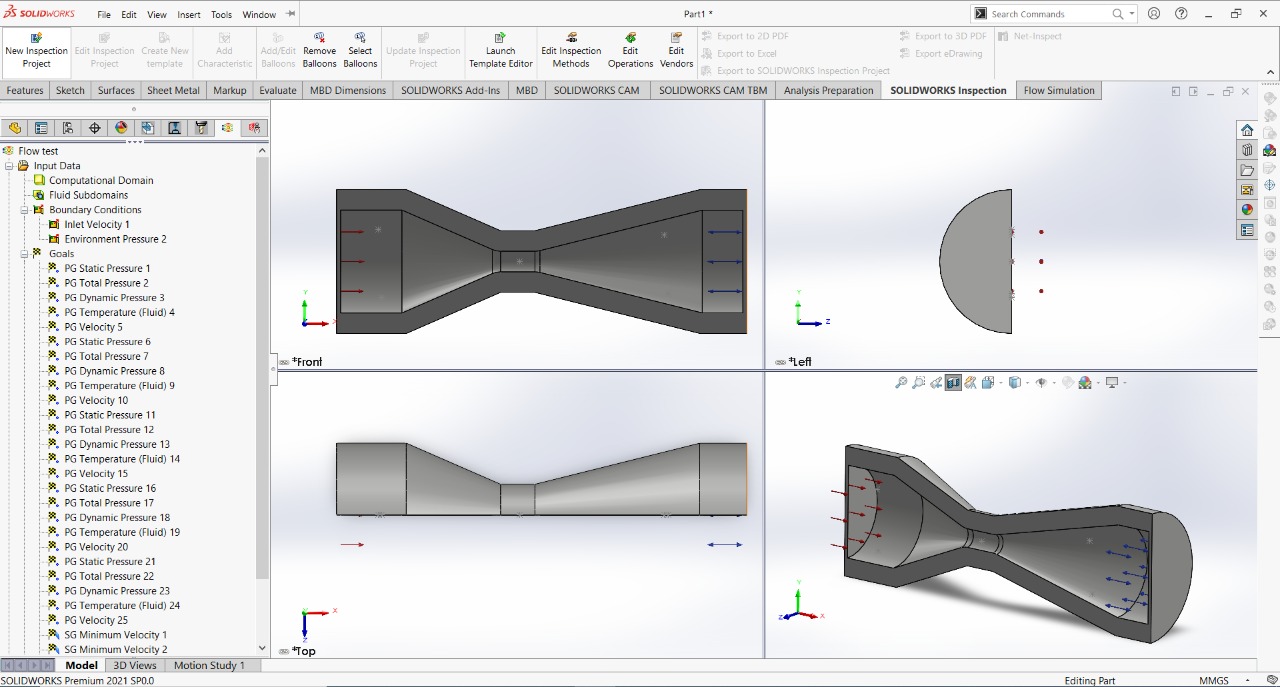 SOLIDWORKS File Edit View Insert Tools Window Part1 * Search Commands
New Inspection Project
Edit Inspection Project
Create New template
Add Characteristic
Add/Edit Balloons
Remove Balloons
Select Balloons
Update Inspection Project
Launch Template Editor
Edit Inspection Methods
Edit Operations
Edit Vendors
Export to 2D PDF
Export to Excel
Export to SOLIDWORKS Inspection Project
Export to 3D PDF
Export eDrawing
Net-Inspect
Features Sketch Surfaces Sheet Metal Markup Evaluate MBD Dimensions SOLIDWORKS Add-Ins MBD SOLIDWORKS CAM SOLIDWORKS CAM TBM Analysis Preparation SOLIDWORKS Inspection Flow Simulation
Flow test
Input Data
Computational Domain
Fluid Subdomains
Boundary Conditions
Inlet Velocity 1
Environment Pressure 2
Goals
PG Static Pressure 1
PG Total Pressure 2
PG Dynamic Pressure 3
PG Temperature (Fluid) 4
PG Velocity 5
PG Static Pressure 6
PG Total Pressure 7
PG Dynamic Pressure 8
PG Temperature (Fluid) 9
PG Velocity 10
PG Static Pressure 11
PG Total Pressure 12
PG Dynamic Pressure 13
PG Temperature (Fluid) 14
PG Velocity 15
PG Static Pressure 16
PG Total Pressure 17
PG Dynamic Pressure 18
PG Temperature (Fluid) 19
PG Velocity 20
PG Static Pressure 21
PG Total Pressure 22
PG Dynamic Pressure 23
PG Temperature (Fluid) 24
PG Velocity 25
SG Minimum Velocity 1
SG Minimum Velocity 2
Y
X
*Front
Y
Z
*Left
X
Z
*Top
Y
Z
X
Model 3D Views Motion Study 1
SOLIDWORKS Premium 2021 SP0.0 Editing Part MMGS